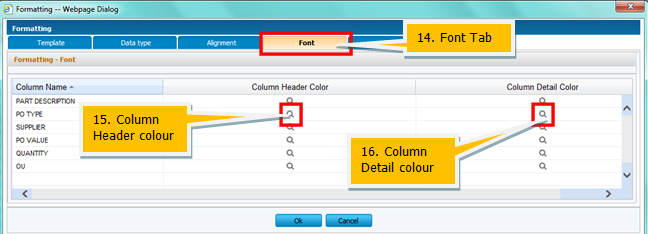 Formatting -- Webpage Dialog
Formatting
Template
Data type
Alignment
Font
14. Font Tab
Formatting - Font
Column Name
Column Header Color
Column Detail Color
PART DESCRIPTION
PO TYPE
SUPPLIER
PO VALUE
QUANTITY
OU
15. Column
Header colour
16. Column
Detail colour
Ok
Cancel